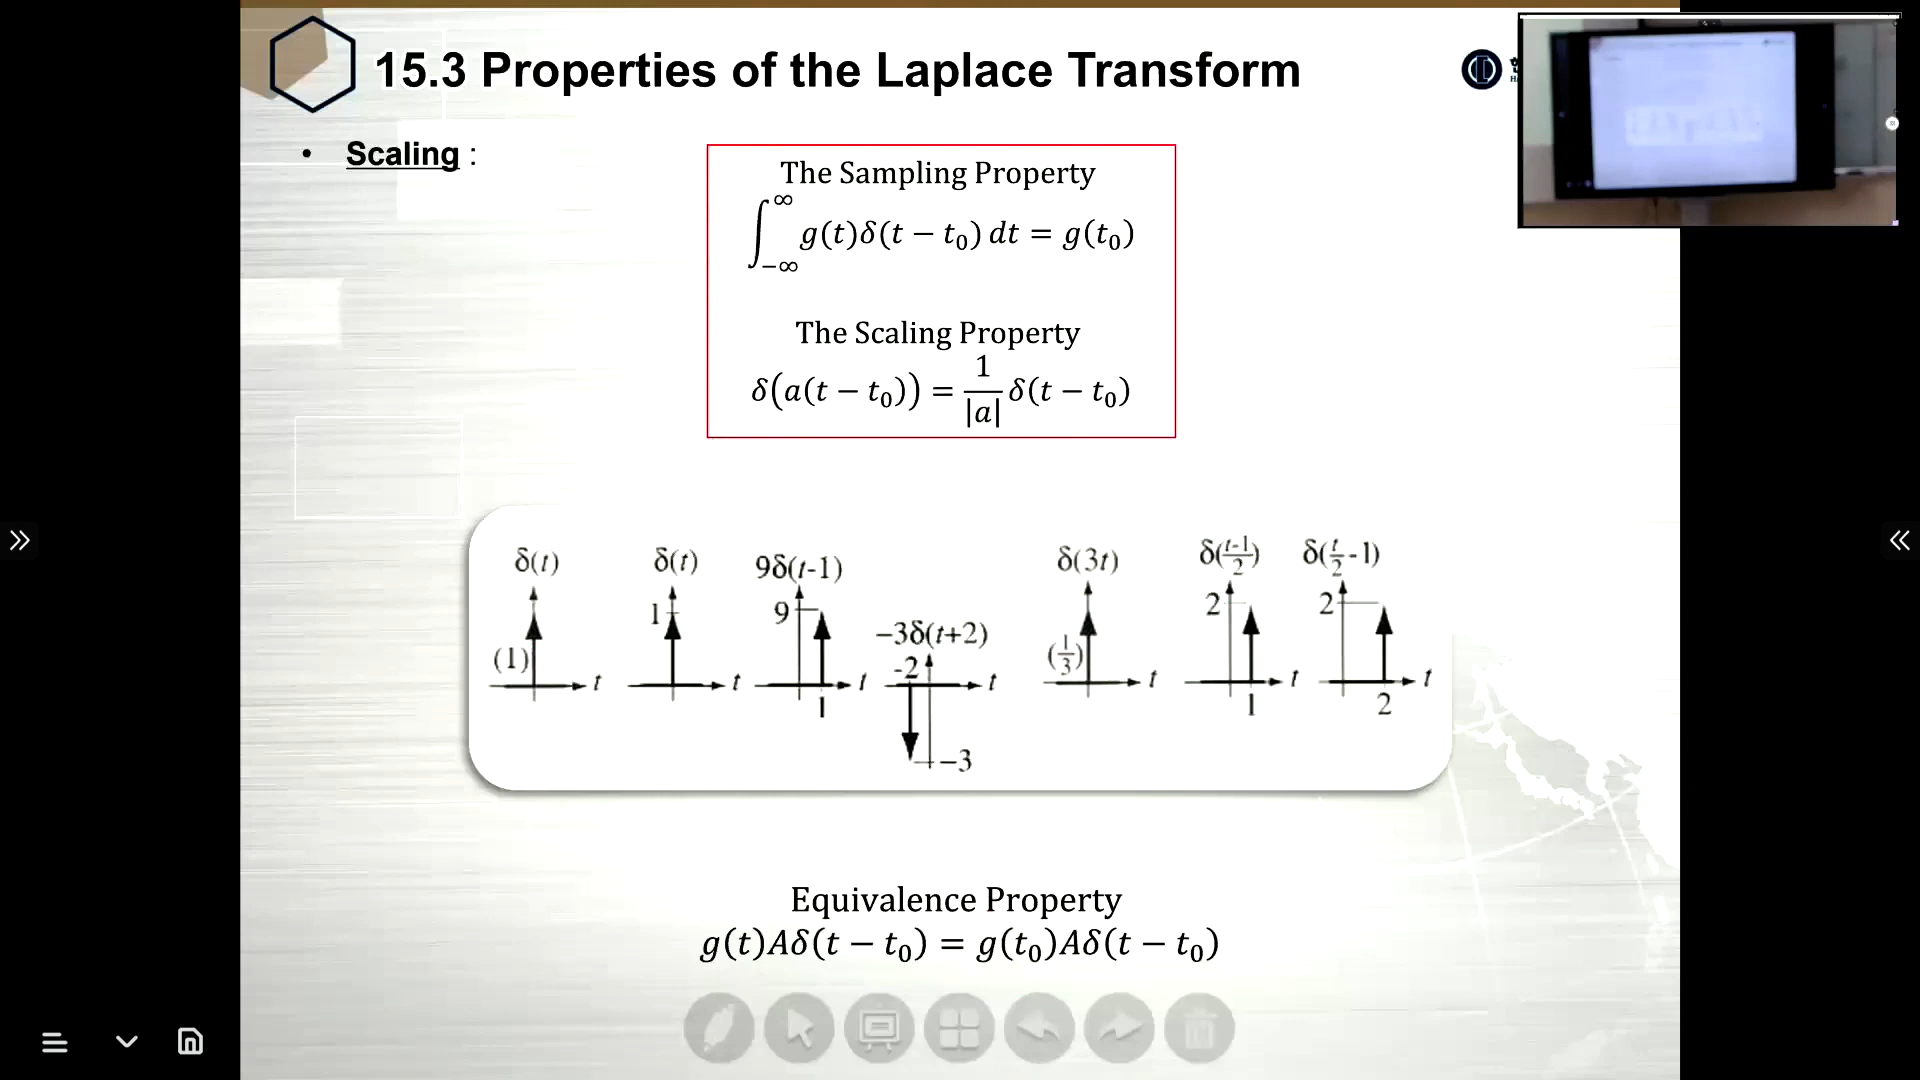 15.3 Properties of the Laplace Transform
• Scaling :
The Sampling Property
∫_{−∞}^{∞} g(t)δ(t − t₀) dt = g(t₀)
The Scaling Property
δ(a(t − t₀)) = 1/|a| δ(t − t₀)
δ(t)
(1)
t
δ(t)
1
t
9δ(t-1)
9
t
1
−3δ(t+2)
-2
t
−3
δ(3t)
(1/3)
t
δ(t-1/2)
2
t
1
δ(t/2-1)
2
t
2
Equivalence Property
g(t)Aδ(t − t₀) = g(t₀)Aδ(t − t₀)